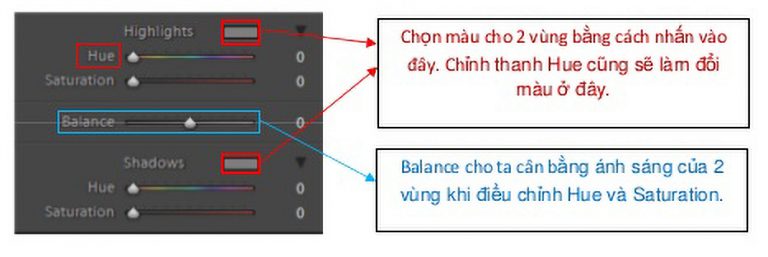 Highlights
Hue 0
Saturation 0
Balance 0
Shadows
Hue 0
Saturation 0
Chọn màu cho 2 vùng bằng cách nhấn vào
đây. Chỉnh thanh Hue cũng sẽ làm đổi
màu ở đây.
Balance cho ta cân bằng ánh sáng của 2
vùng khi điều chỉnh Hue và Saturation.